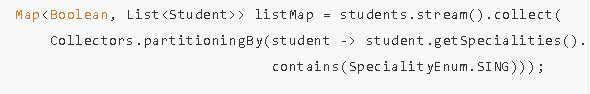 Map<Boolean, List<Student>> listMap = students.stream().collect(
    Collectors.partitioningBy(student -> student.getSpecialities().
                              contains(SpecialityEnum.SING)));